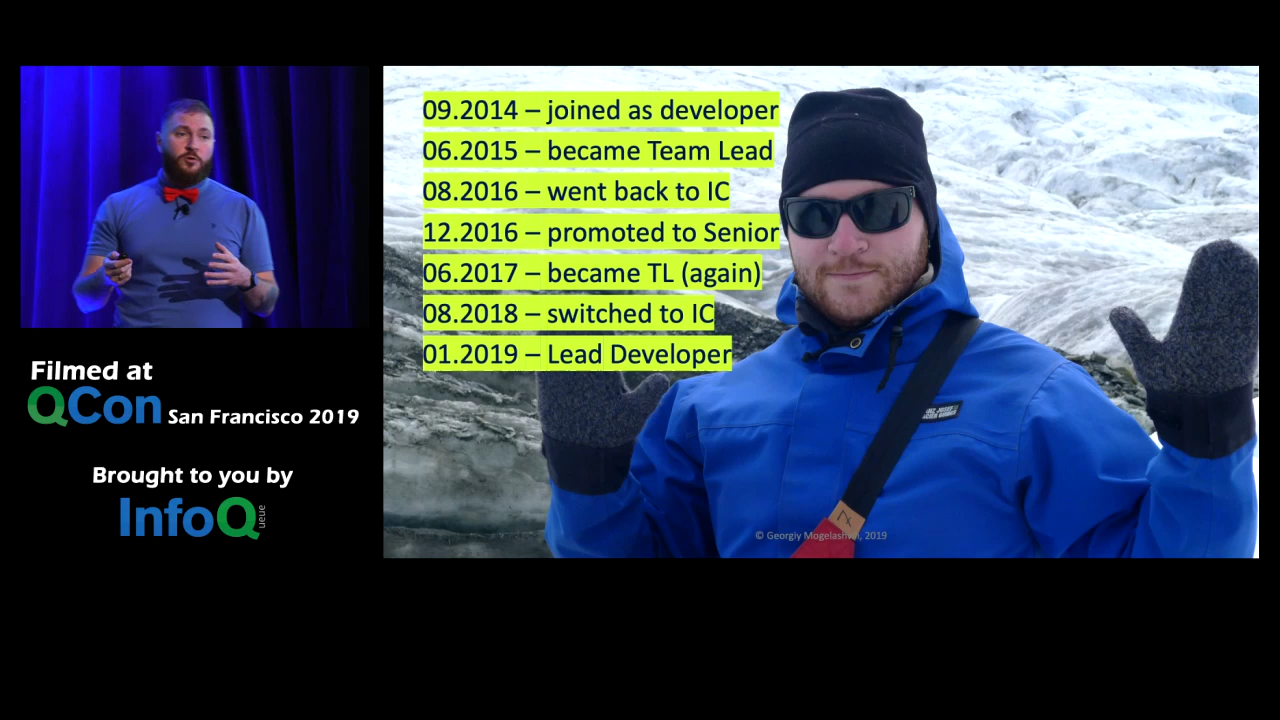 09.2014 – joined as developer
06.2015 – became Team Lead
08.2016 – went back to IC
12.2016 – promoted to Senior
06.2017 – became TL (again)
08.2018 – switched to IC
01.2019 – Lead Developer
© Georgiy Mogelashvili, 2019
Filmed at
QCon San Francisco 2019
Brought to you by
InfoQ
ueue